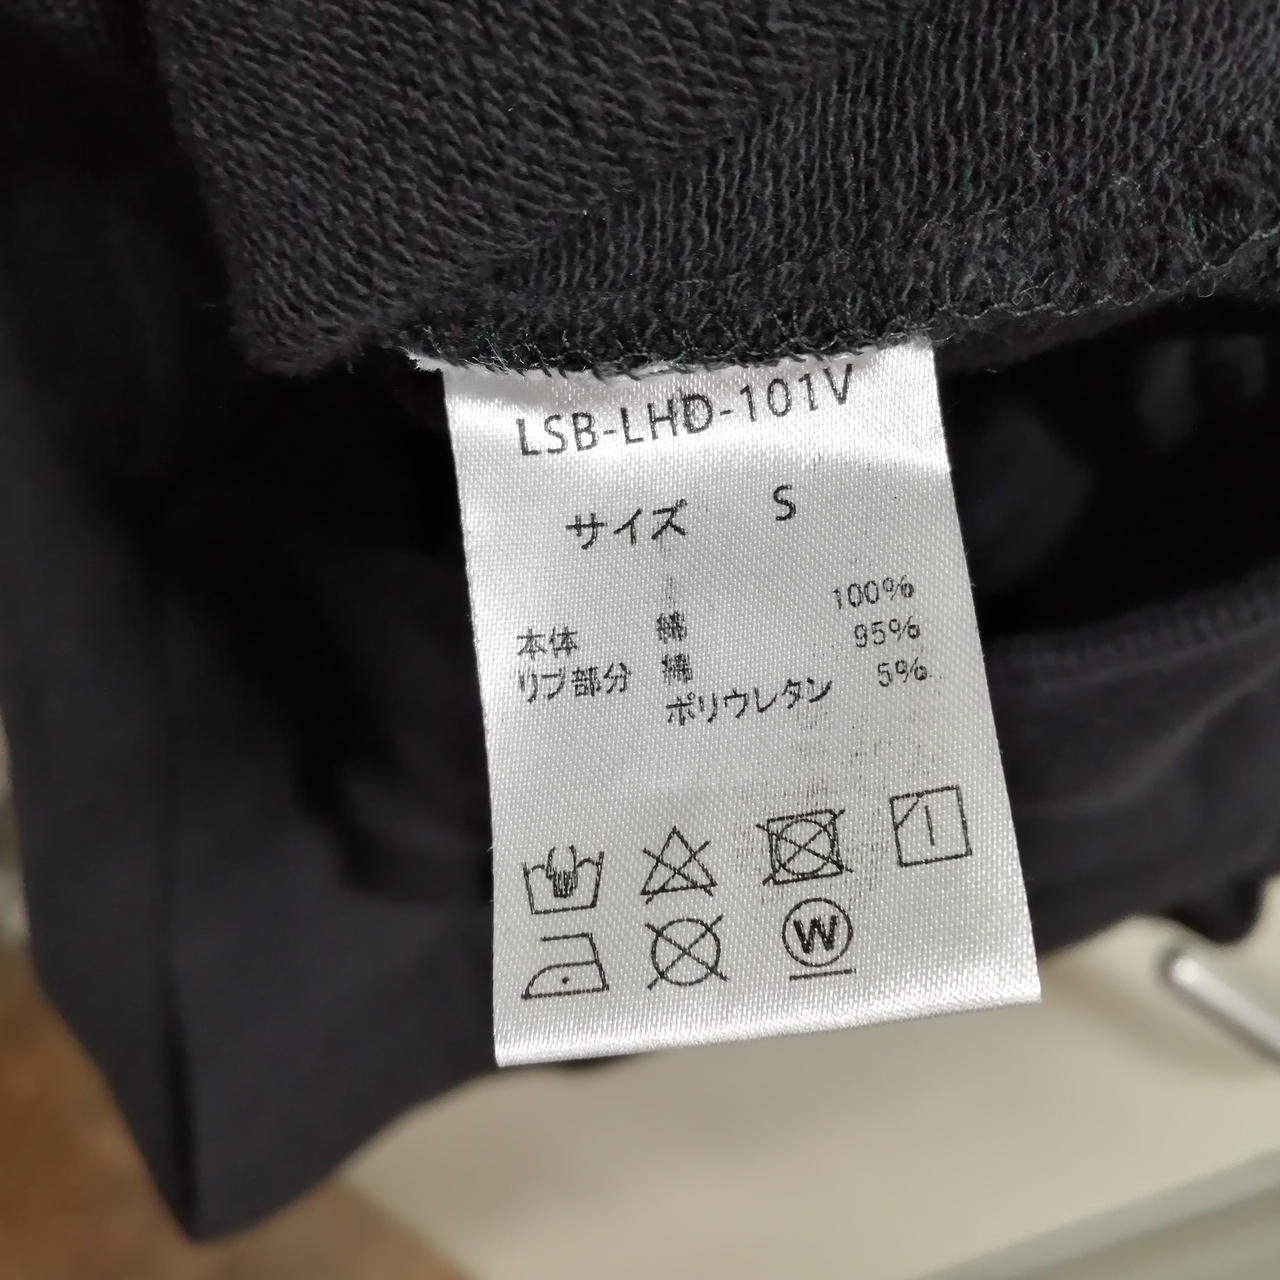 LSB-LHD-101V
サイズ S
本体 綿 100%
リブ部分 綿 95%
ポリウレタン 5%
W